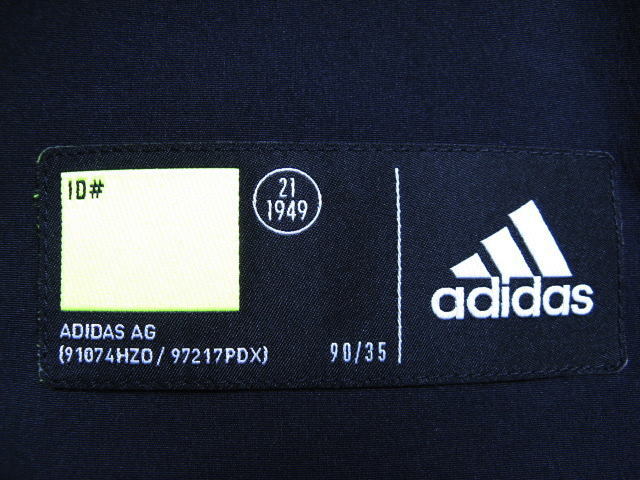 ID#
21
1949
ADIDAS AG
(91074HZO / 97217PDX)
90/35
adidas